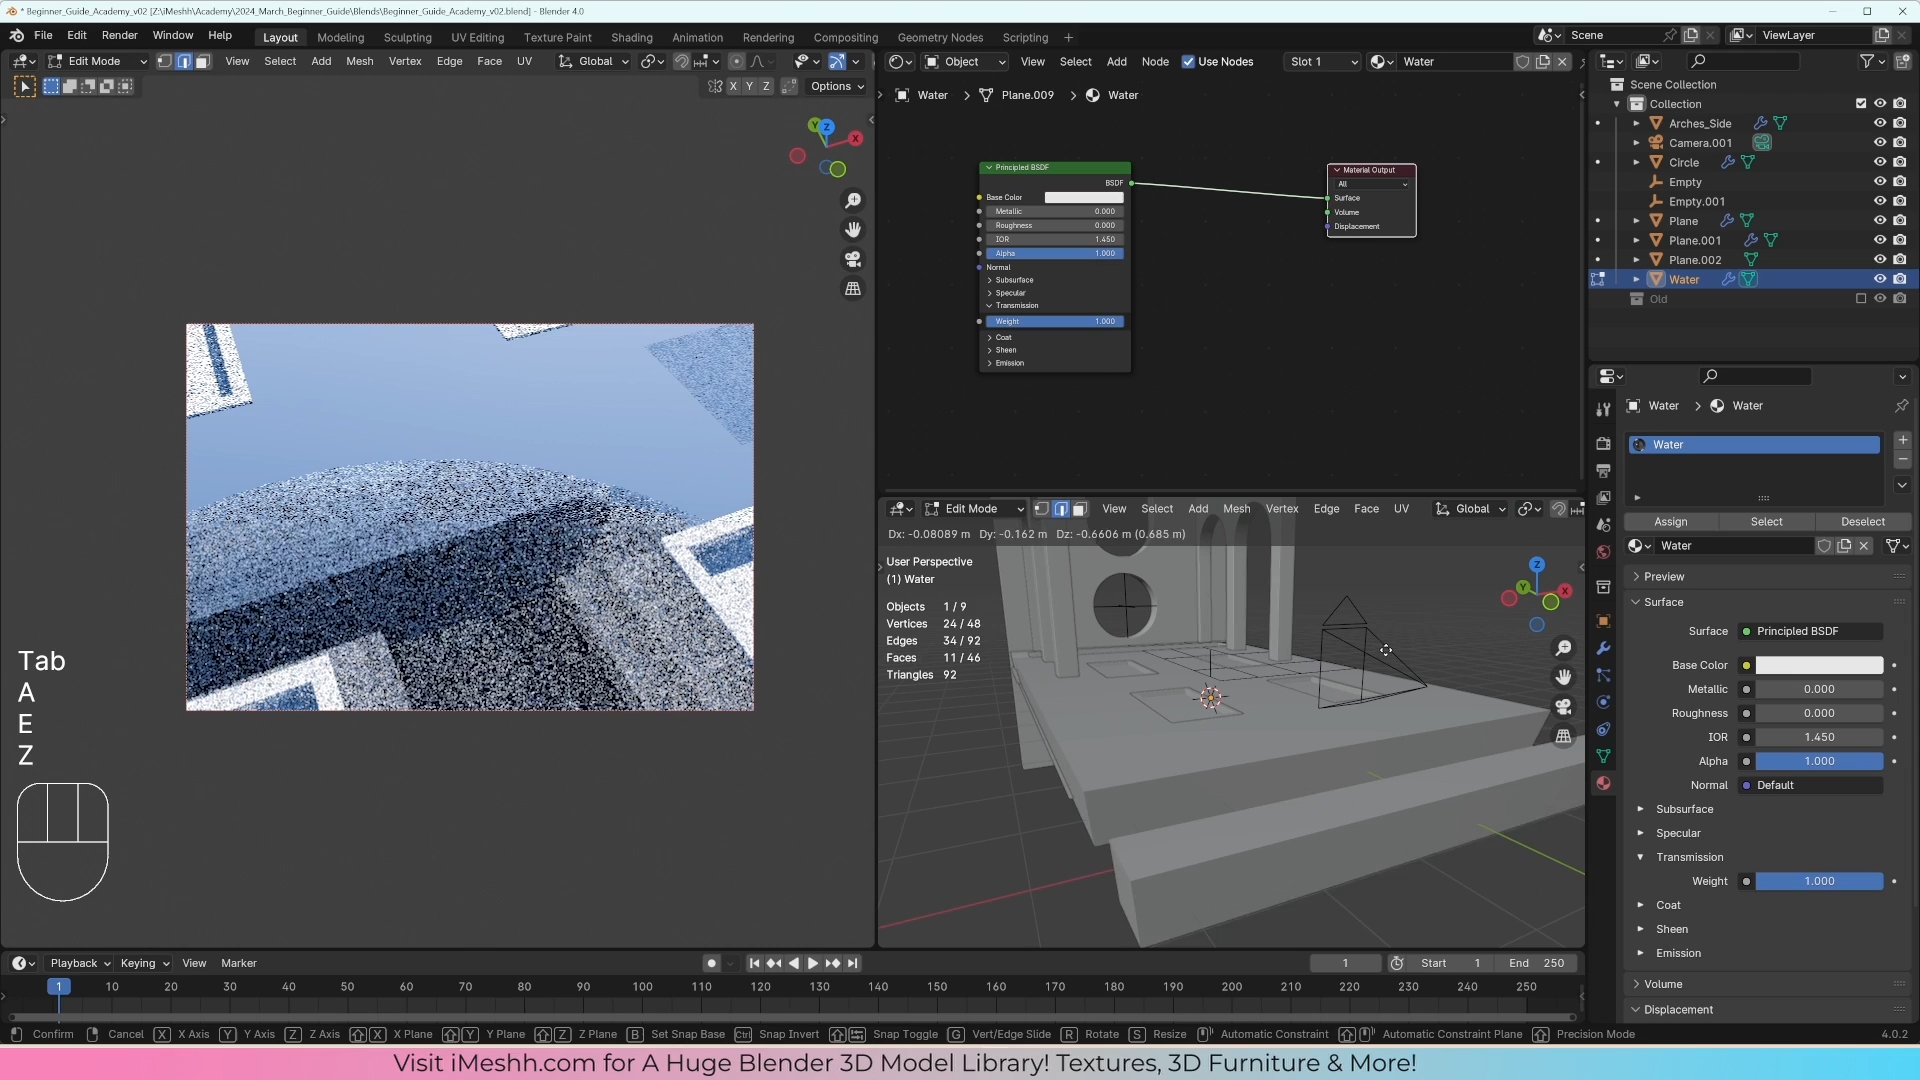 * Beginner_Guide_Academy_v02 [Z:\iMeshh\Academy\2024_March_Beginner_Guide\Blends\Beginner_Guide_Academy_v02.blend] - Blender 4.0
File Edit Render Window Help Layout Modeling Sculpting UV Editing Texture Paint Shading Animation Rendering Compositing Geometry Nodes Scripting + Scene ViewLayer
Edit Mode View Select Add Mesh Vertex Edge Face UV Global
X Y Z Options
Object View Select Add Node Use Nodes Slot 1 Water
Water > Plane.009 > Water
Principled BSDF
BSDF
Base Color
Metallic 0.000
Roughness 0.000
IOR 1.450
Alpha 1.000
Normal
Subsurface
Specular
Transmission
Weight 1.000
Coat
Sheen
Emission
Material Output
All
Surface
Volume
Displacement
Scene Collection
Collection
Arches_Side
Camera.001
Circle
Empty
Empty.001
Plane
Plane.001
Plane.002
Water
Old
Edit Mode View Select Add Mesh Vertex Edge Face UV Global
Dx: -0.08089 m Dy: -0.162 m Dz: -0.6606 m (0.685 m)
User Perspective
(1) Water
Objects 1 / 9
Vertices 24 / 48
Edges 34 / 92
Faces 11 / 46
Triangles 92
Z
X
Y
Z
X
Y
Tab
A
E
Z
Water > Water
Water
Assign Select Deselect
Water
Preview
Surface
Surface Principled BSDF
Base Color
Metallic 0.000
Roughness 0.000
IOR 1.450
Alpha 1.000
Normal Default
Subsurface
Specular
Transmission
Weight 1.000
Coat
Sheen
Emission
Volume
Displacement
Playback Keying View Marker 1 Start 1 End 250
1 10 20 30 40 50 60 70 80 90 100 110 120 130 140 150 160 170 180 190 200 210 220 230 240 250
Confirm Cancel X X Axis Y Y Axis Z Z Axis X X Plane Y Y Plane Z Z Plane B Set Snap Base Ctrl Snap Invert Snap Toggle G Vert/Edge Slide R Rotate S Resize Automatic Constraint Automatic Constraint Plane Precision Mode 4.0.2
Visit iMeshh.com for A Huge Blender 3D Model Library! Textures, 3D Furniture & More!